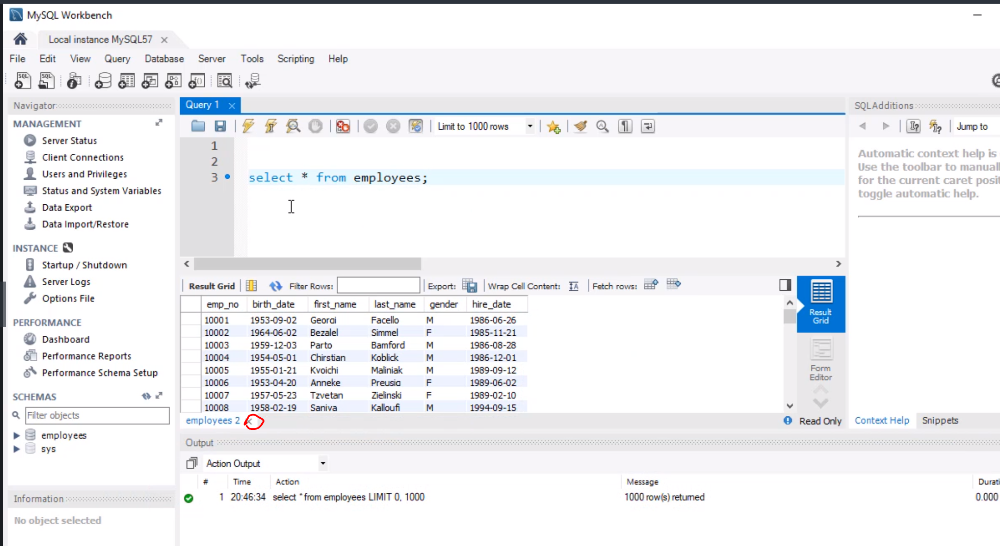 MySQL Workbench
Local instance MySQL57
File Edit View Query Database Server Tools Scripting Help
SQL SQL
Navigator
MANAGEMENT
Server Status
Client Connections
Users and Privileges
Status and System Variables
Data Export
Data Import/Restore
INSTANCE
Startup / Shutdown
Server Logs
Options File
PERFORMANCE
Dashboard
Performance Reports
Performance Schema Setup
SCHEMAS
Filter objects
employees
sys
Information
No object selected
Query 1
Limit to 1000 rows
1
2
3 select * from employees;
Result Grid Filter Rows: Export: Wrap Cell Content: Fetch rows:
emp_no birth_date first_name last_name gender hire_date
10001 1953-09-02 Georgi Facello M 1986-06-26
10002 1964-06-02 Bezalel Simmel F 1985-11-21
10003 1959-12-03 Parto Bamford M 1986-08-28
10004 1954-05-01 Chirstian Koblick M 1986-12-01
10005 1955-01-21 Kyoichi Maliniak M 1989-09-12
10006 1953-04-20 Anneke Preusig F 1989-06-02
10007 1957-05-23 Tzvetan Zielinski F 1989-02-10
10008 1958-02-19 Saniya Kalloufi M 1994-09-15
Result
Grid
Form
Editor
employees 2
Read Only
Output
Action Output
# Time Action Message Durati
1 20:46:34 select * from employees LIMIT 0, 1000 1000 row(s) returned 0.000
SQLAdditions
Jump to
Automatic context help is
Use the toolbar to manuall
for the current caret posit
toggle automatic help.
Context Help Snippets